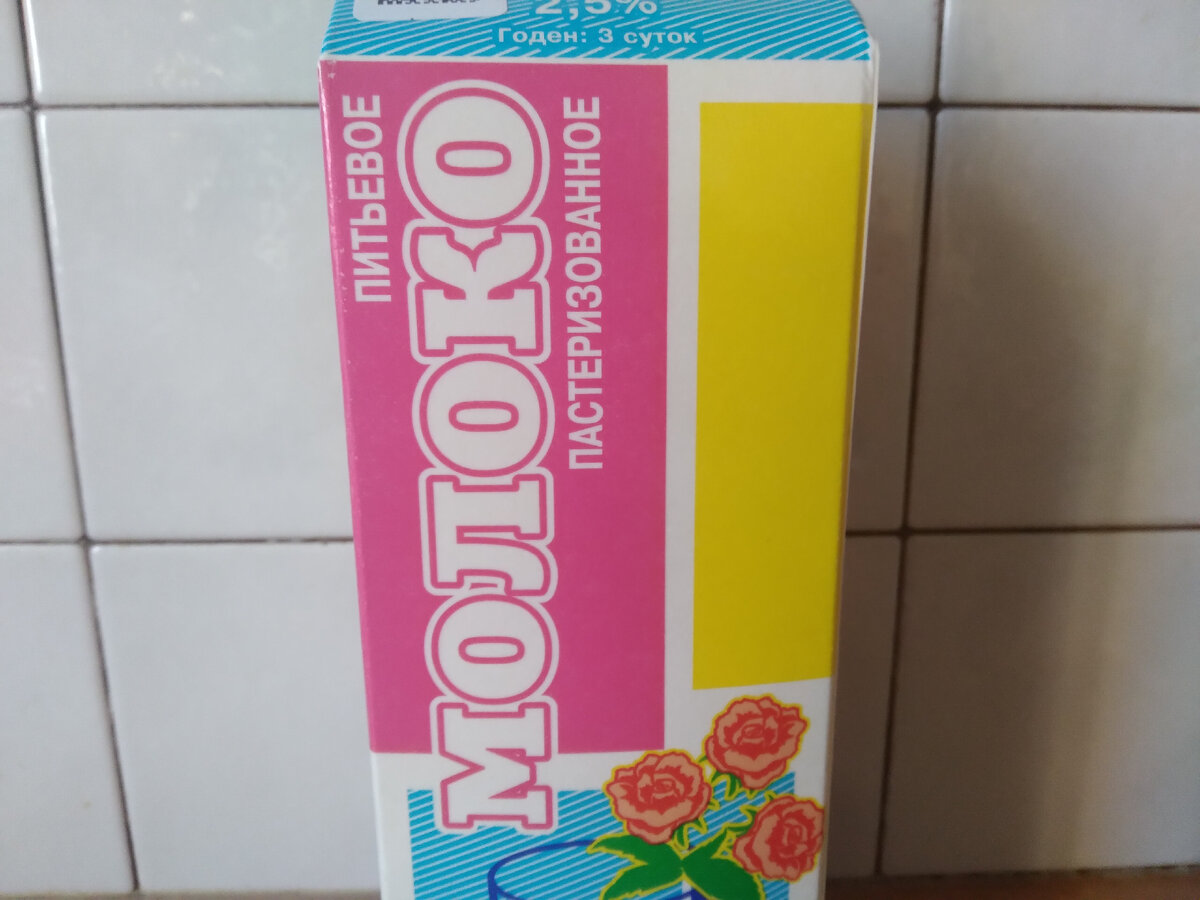 2,5%
Годен: 3 суток
ПИТЬЕВОЕ
МОЛОКО
ПАСТЕРИЗОВАННОЕ